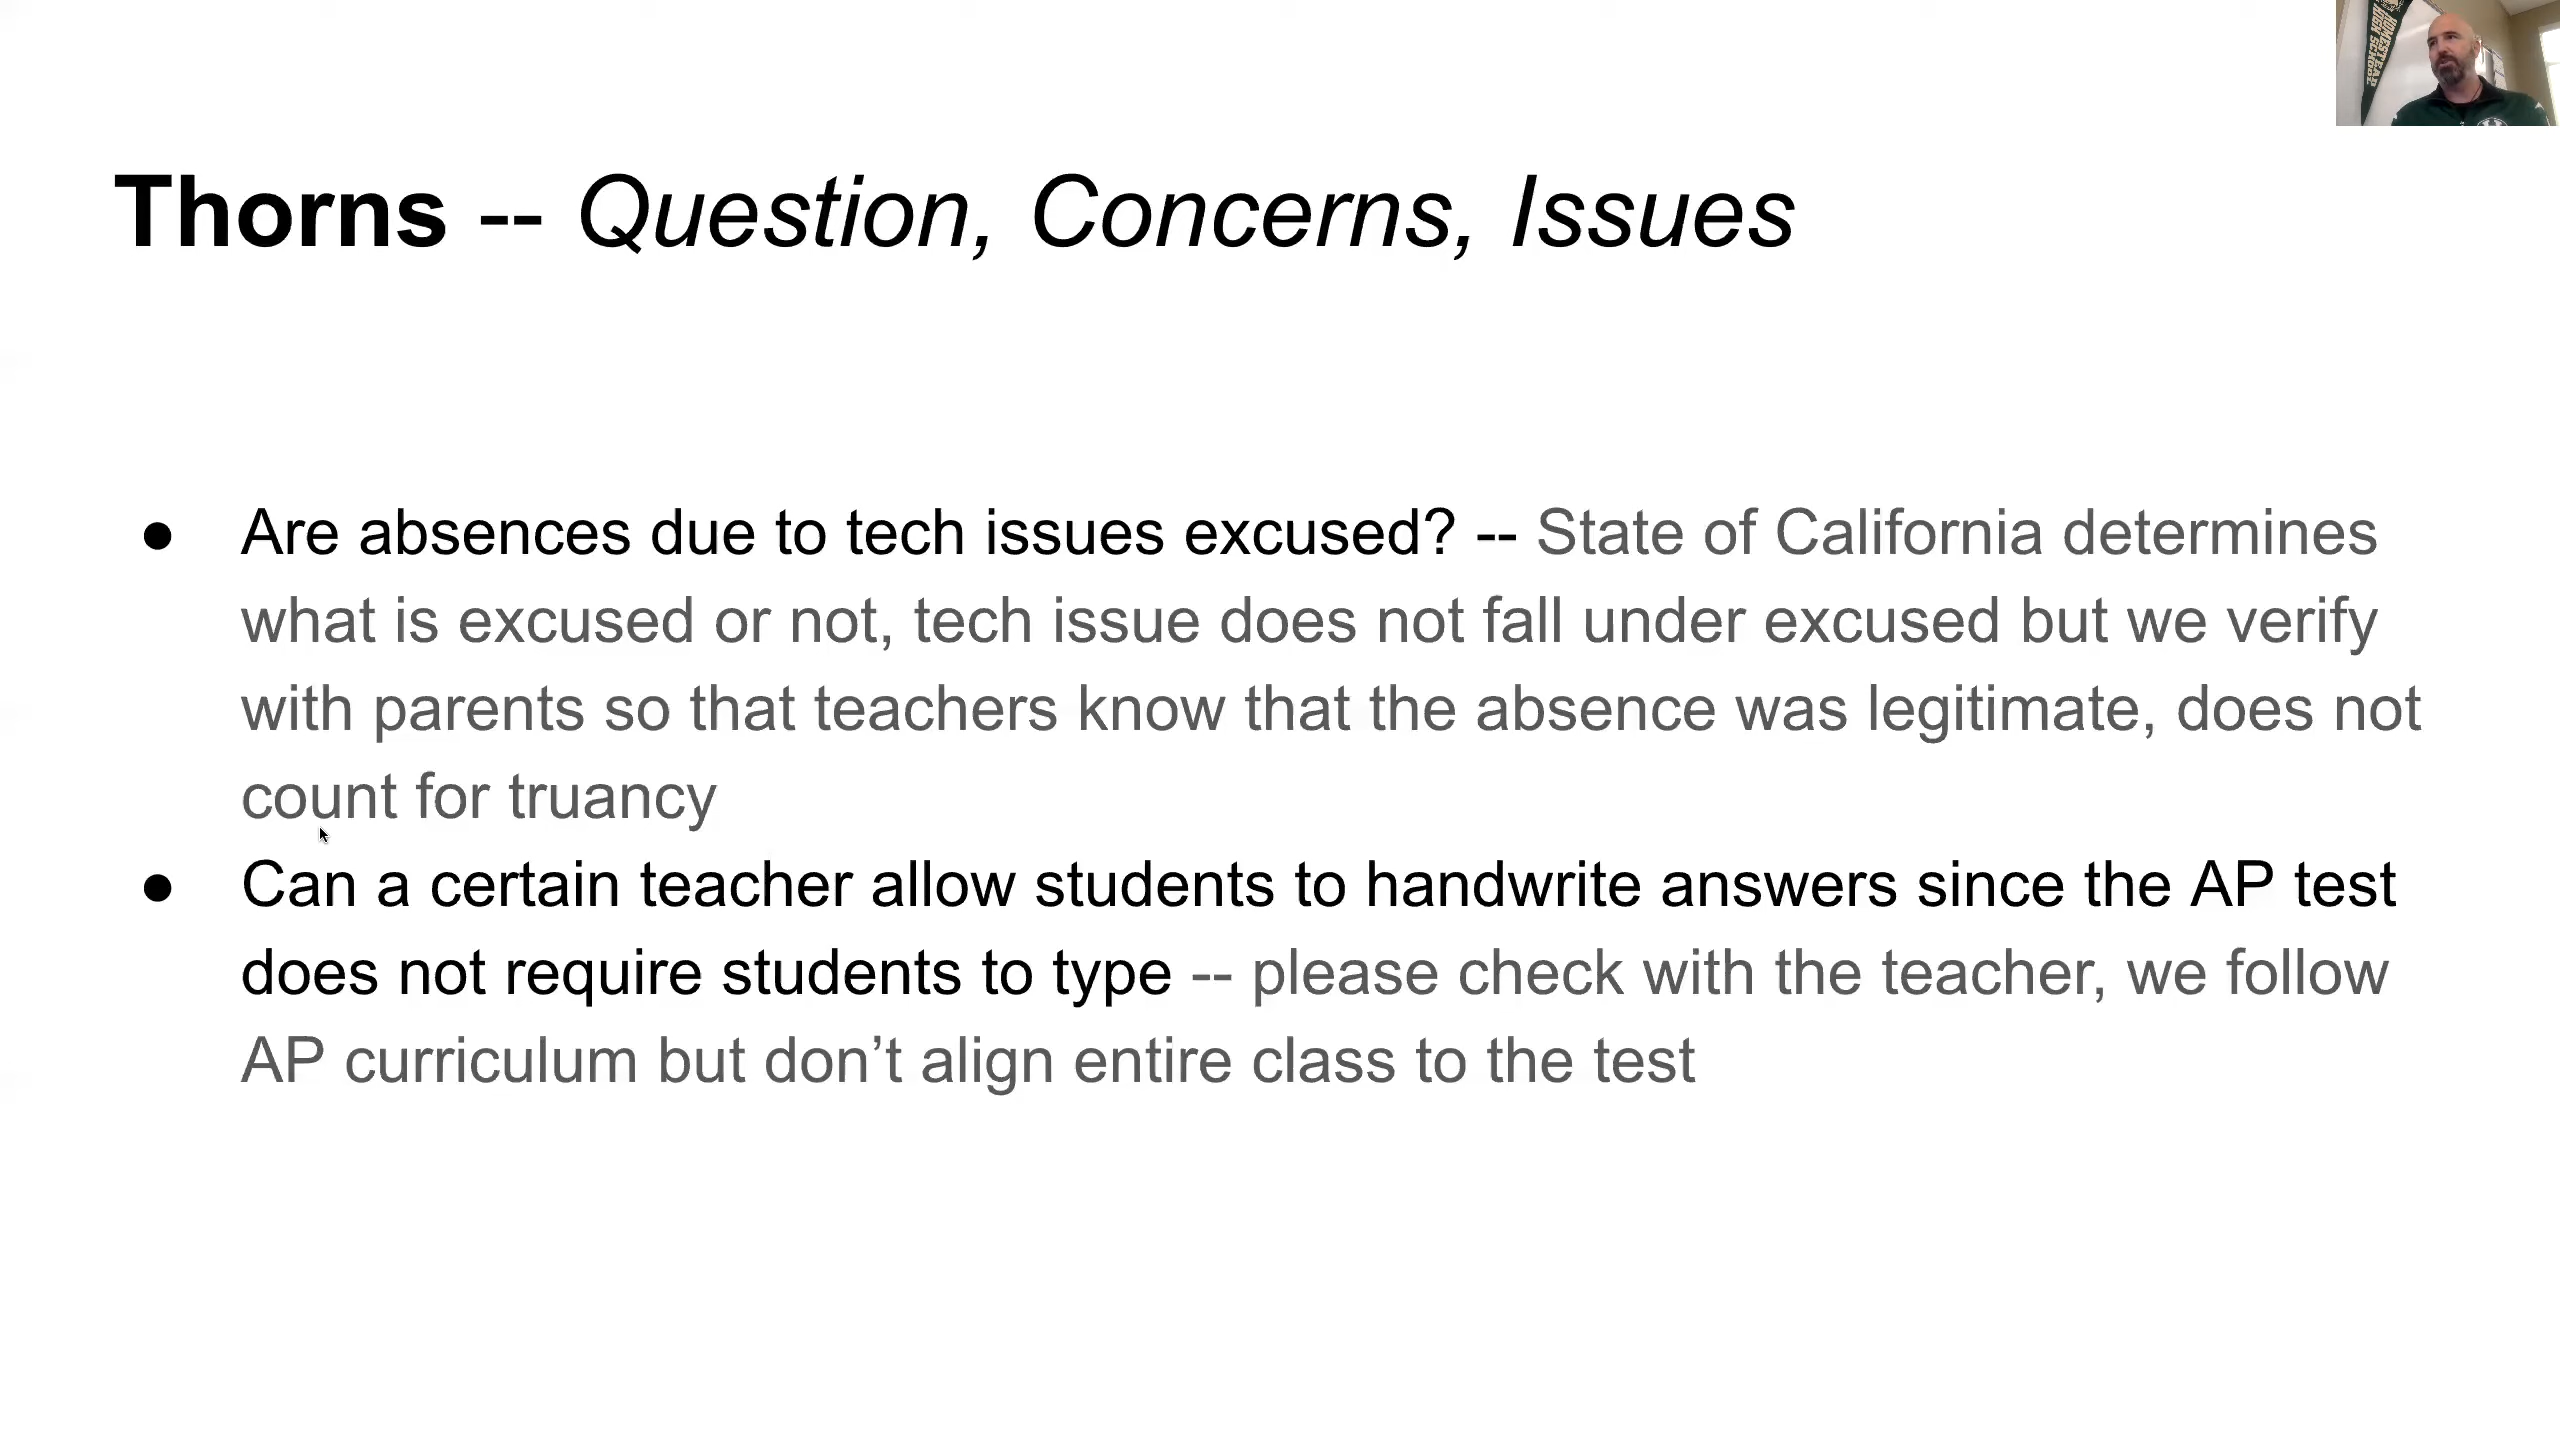 HOMESTEAD
HIGH SCHOOL
Thorns -- Question, Concerns, Issues
● Are absences due to tech issues excused? -- State of California determines
what is excused or not, tech issue does not fall under excused but we verify
with parents so that teachers know that the absence was legitimate, does not
count for truancy
● Can a certain teacher allow students to handwrite answers since the AP test
does not require students to type -- please check with the teacher, we follow
AP curriculum but don’t align entire class to the test